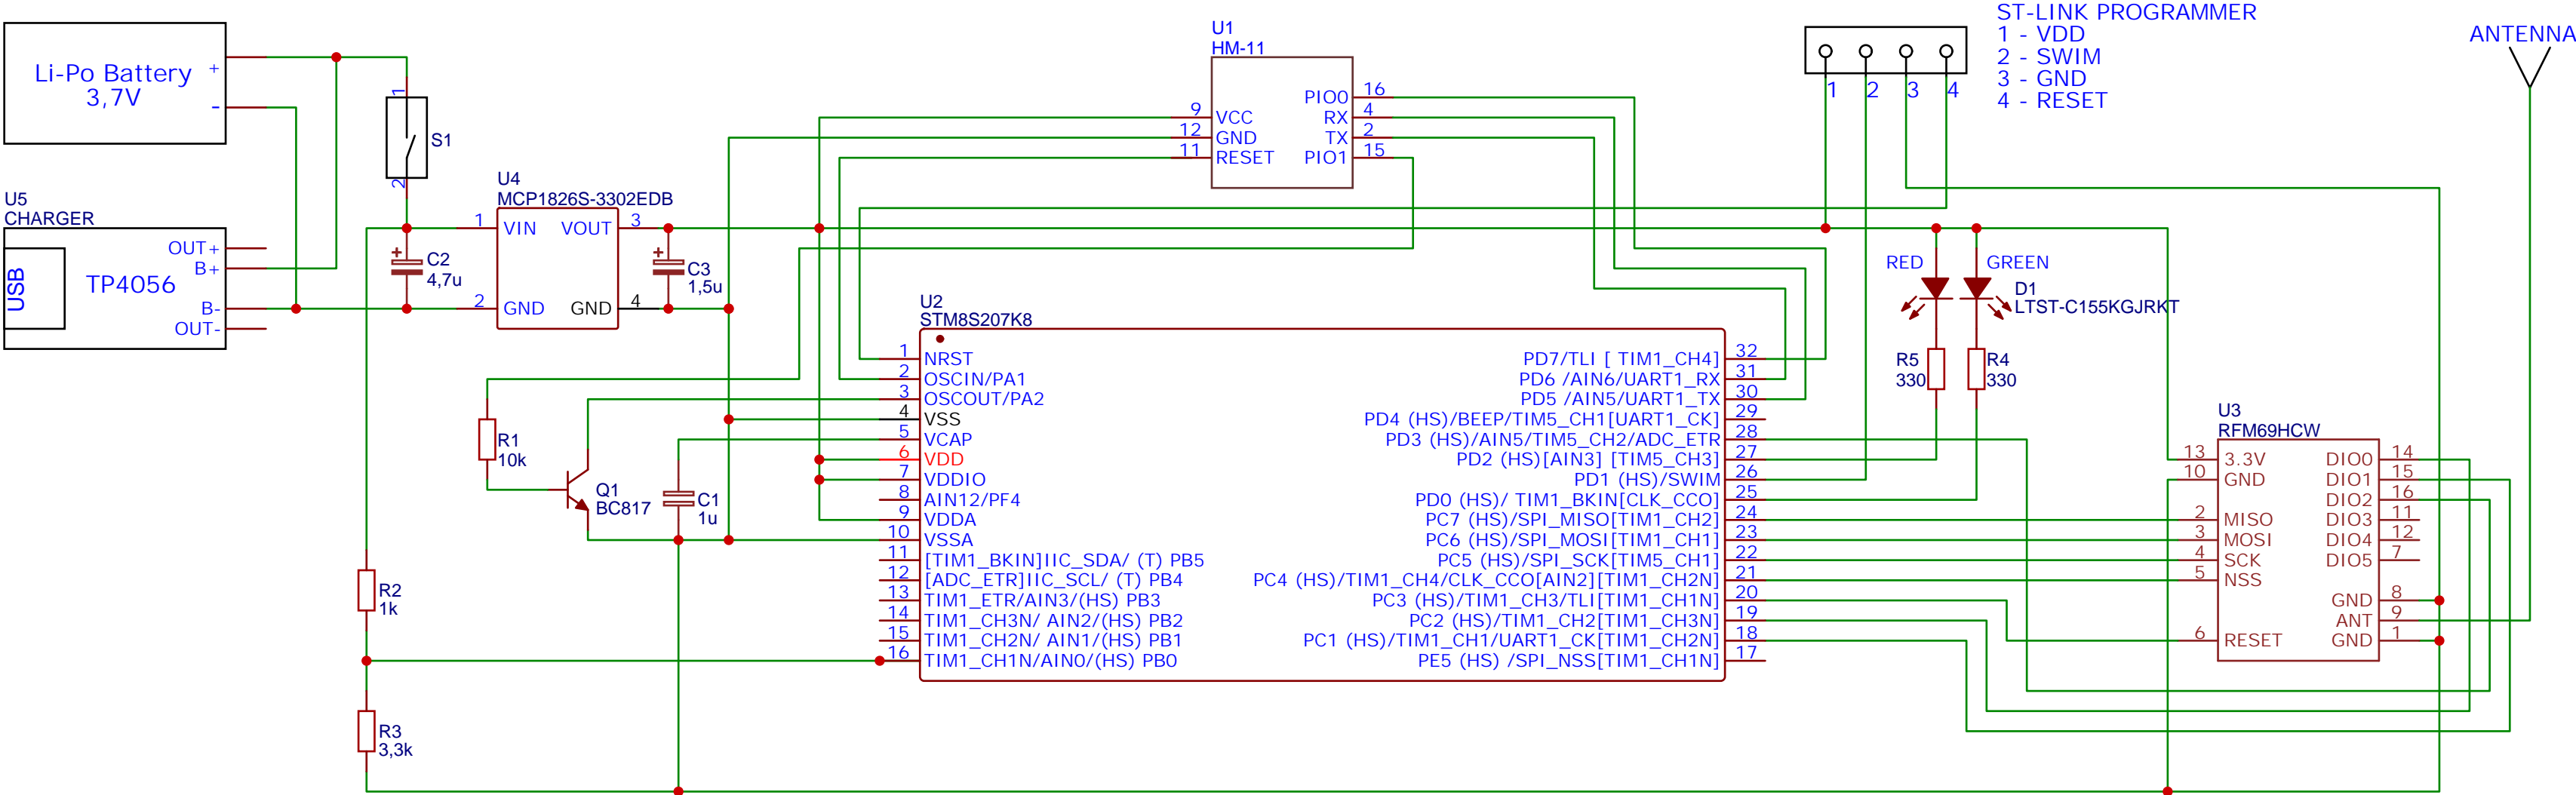 Li-Po Battery
3,7V
+
-
U5
CHARGER
USB
TP4056
OUT+
B+
B-
OUT-
1
2
S1
+
C2
4,7u
U4
MCP1826S-3302EDB
1 VIN VOUT 3
2 GND GND 4
+
C3
1,5u
U1
HM-11
9 VCC
12 GND
11 RESET
PIO0 16
RX 4
TX 2
PIO1 15
ST-LINK PROGRAMMER
1 - VDD
2 - SWIM
3 - GND
4 - RESET
1 2 3 4
ANTENNA
RED
GREEN
D1
LTST-C155KGJRKT
R5
330
R4
330
R1
10k
Q1
BC817
C1
1u
R2
1k
R3
3,3k
U2
STM8S207K8
1 NRST
2 OSCIN/PA1
3 OSCOUT/PA2
4 VSS
5 VCAP
6 VDD
7 VDDIO
8 AIN12/PF4
9 VDDA
10 VSSA
11 [TIM1_BKIN]IIC_SDA/ (T) PB5
12 [ADC_ETR]IIC_SCL/ (T) PB4
13 TIM1_ETR/AIN3/(HS) PB3
14 TIM1_CH3N/ AIN2/(HS) PB2
15 TIM1_CH2N/ AIN1/(HS) PB1
16 TIM1_CH1N/AIN0/(HS) PB0
PD7/TLI [ TIM1_CH4] 32
PD6 /AIN6/UART1_RX 31
PD5 /AIN5/UART1_TX 30
PD4 (HS)/BEEP/TIM5_CH1[UART1_CK] 29
PD3 (HS)/AIN5/TIM5_CH2/ADC_ETR 28
PD2 (HS)[AIN3] [TIM5_CH3] 27
PD1 (HS)/SWIM 26
PD0 (HS)/ TIM1_BKIN[CLK_CCO] 25
PC7 (HS)/SPI_MISO[TIM1_CH2] 24
PC6 (HS)/SPI_MOSI[TIM1_CH1] 23
PC5 (HS)/SPI_SCK[TIM5_CH1] 22
PC4 (HS)/TIM1_CH4/CLK_CCO[AIN2][TIM1_CH2N] 21
PC3 (HS)/TIM1_CH3/TLI[TIM1_CH1N] 20
PC2 (HS)/TIM1_CH2[TIM1_CH3N] 19
PC1 (HS)/TIM1_CH1/UART1_CK[TIM1_CH2N] 18
PE5 (HS) /SPI_NSS[TIM1_CH1N] 17
U3
RFM69HCW
13 3.3V
10 GND
2 MISO
3 MOSI
4 SCK
5 NSS
6 RESET
DIO0 14
DIO1 15
DIO2 16
DIO3 11
DIO4 12
DIO5 7
GND 8
ANT 9
GND 1